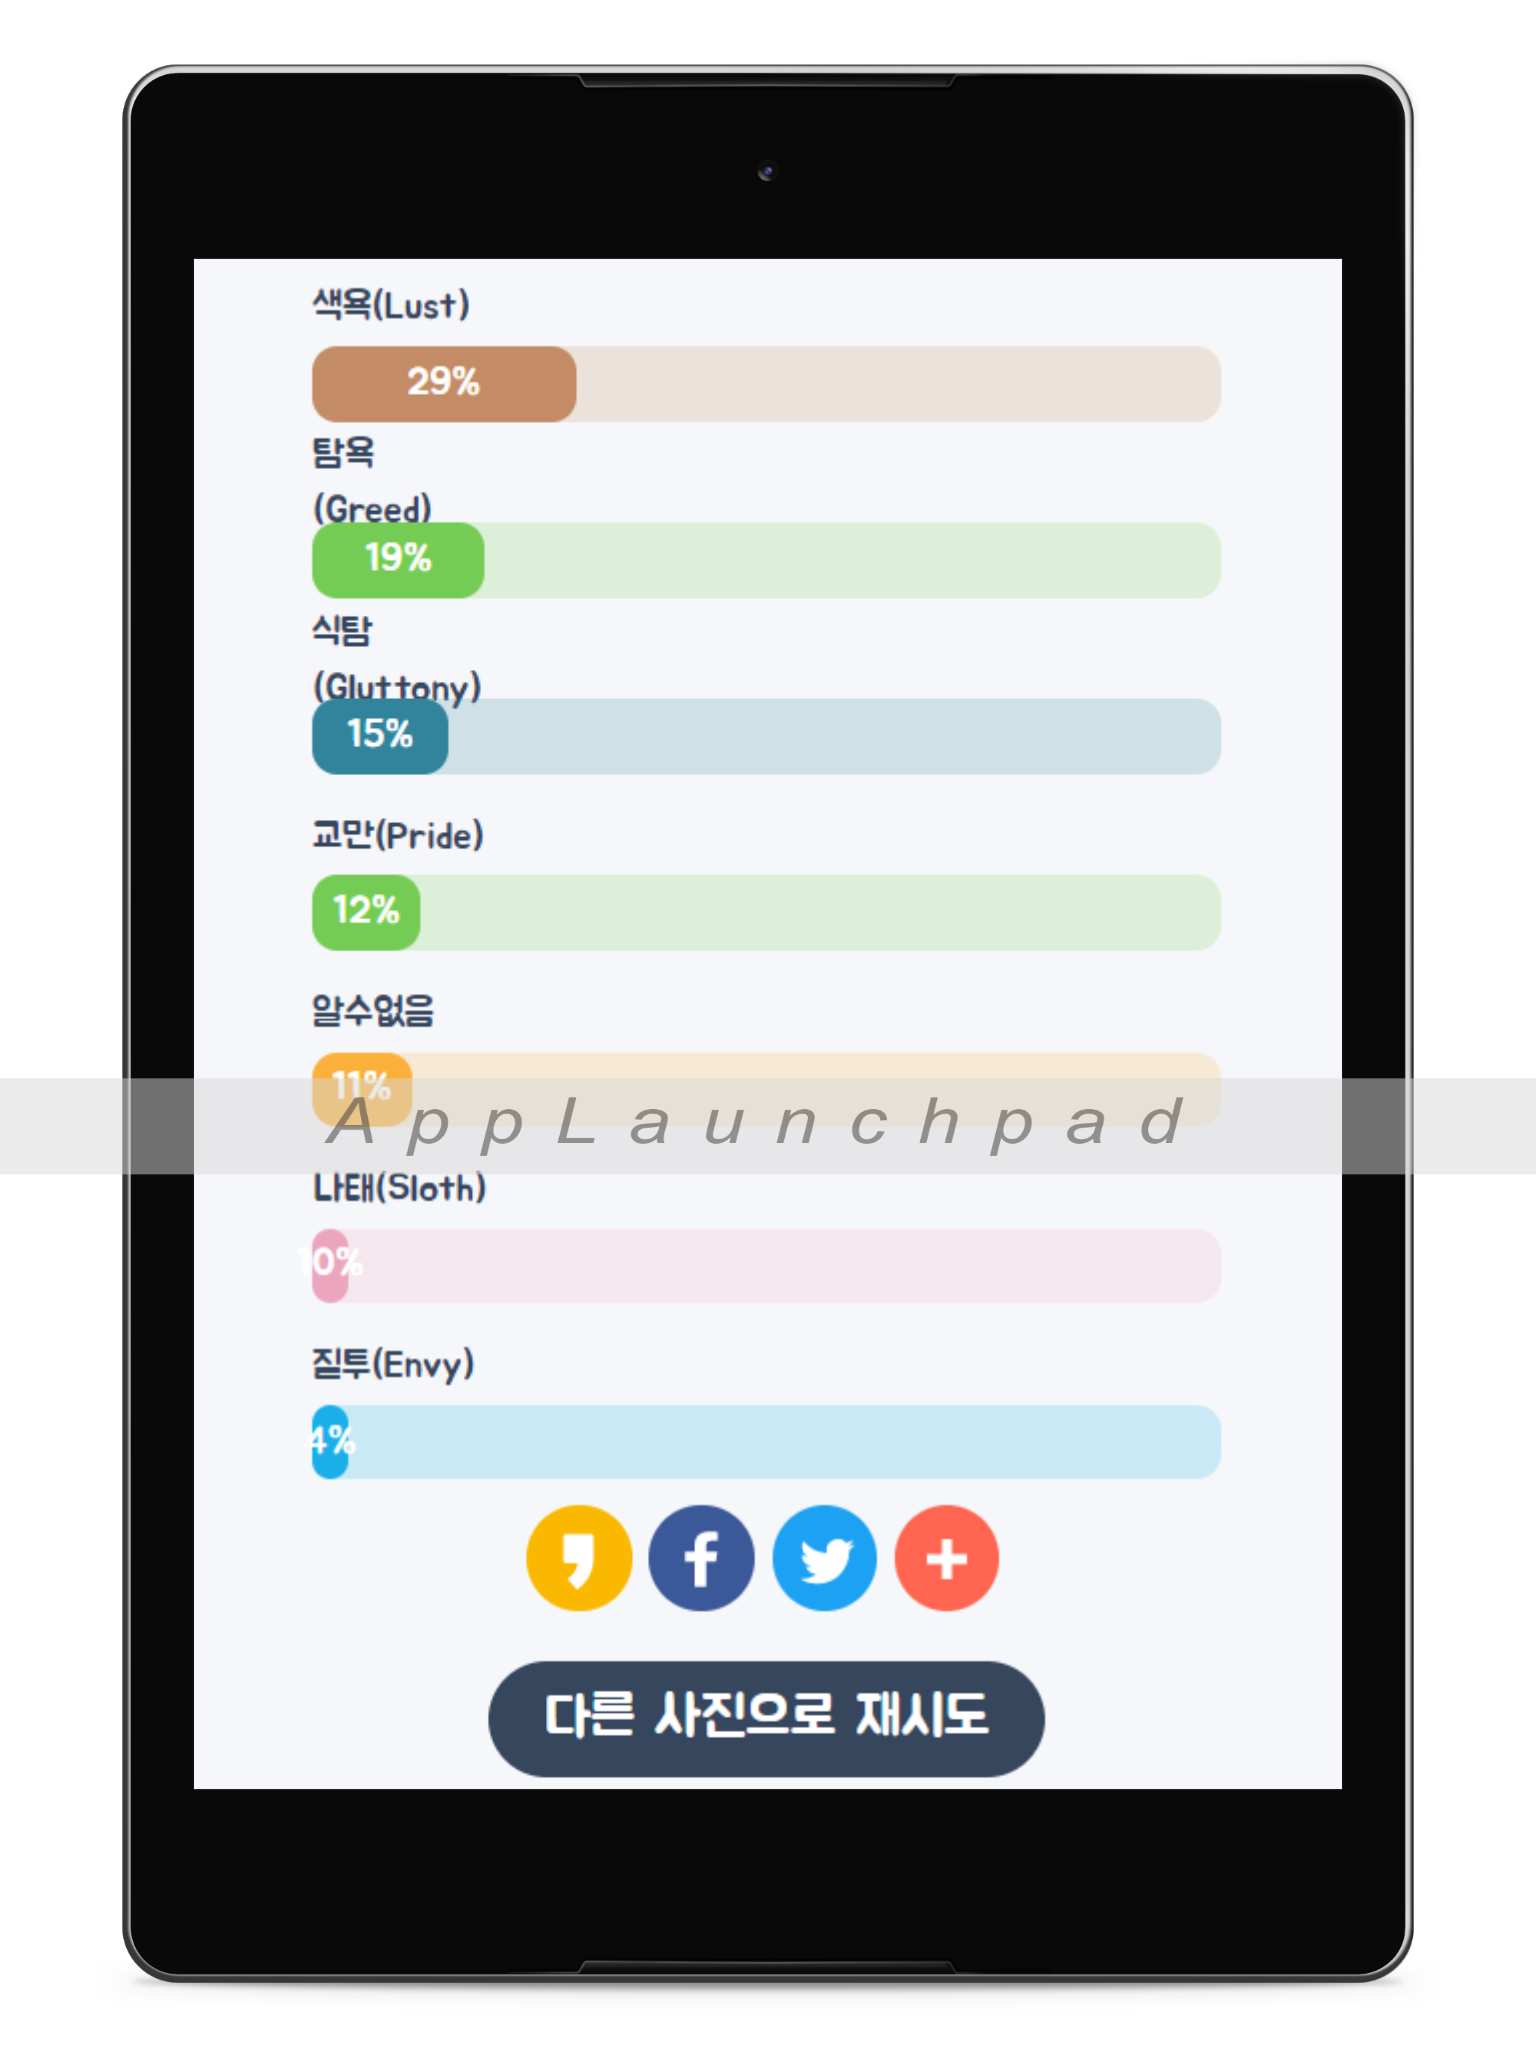 색욕(Lust)
29%
탐욕
(Greed)
19%
식탐
(Gluttony)
15%
교만(Pride)
12%
알수없음
11%
AppLaunchpad
나태(Sloth)
10%
질투(Envy)
4%
다른 사진으로 재시도